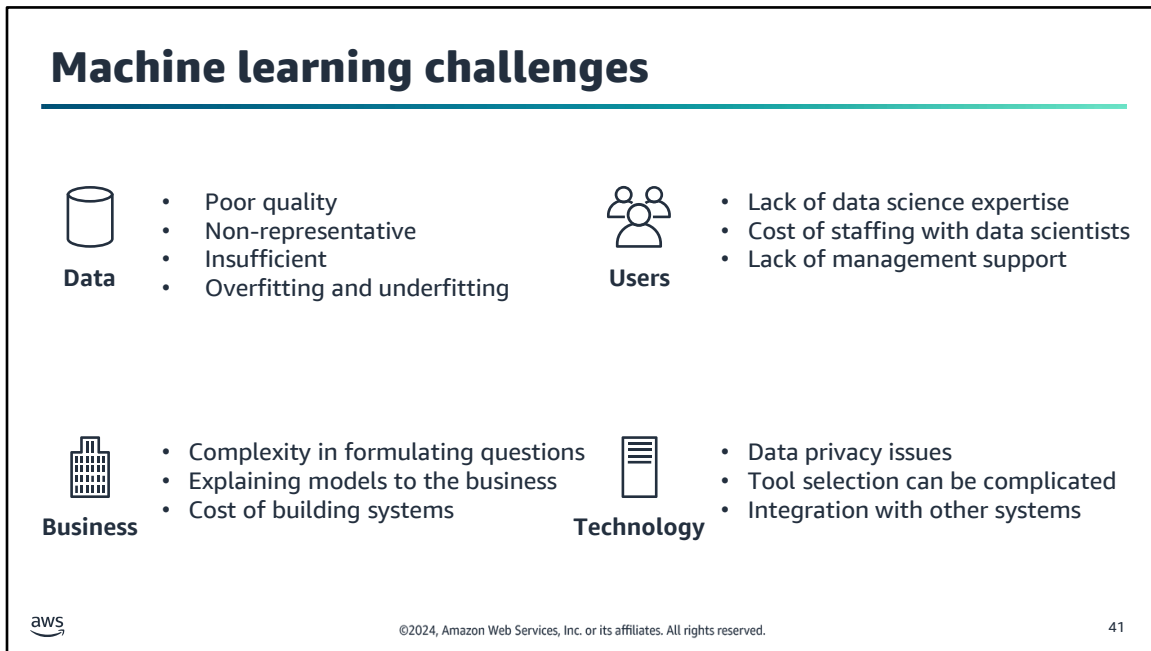 Machine learning challenges
• Poor quality
• Non-representative
• Insufficient
• Overfitting and underfitting
Data
• Lack of data science expertise
• Cost of staffing with data scientists
• Lack of management support
Users
• Complexity in formulating questions
• Explaining models to the business
• Cost of building systems
Business
• Data privacy issues
• Tool selection can be complicated
• Integration with other systems
Technology
aws
©2024, Amazon Web Services, Inc. or its affiliates. All rights reserved.
41